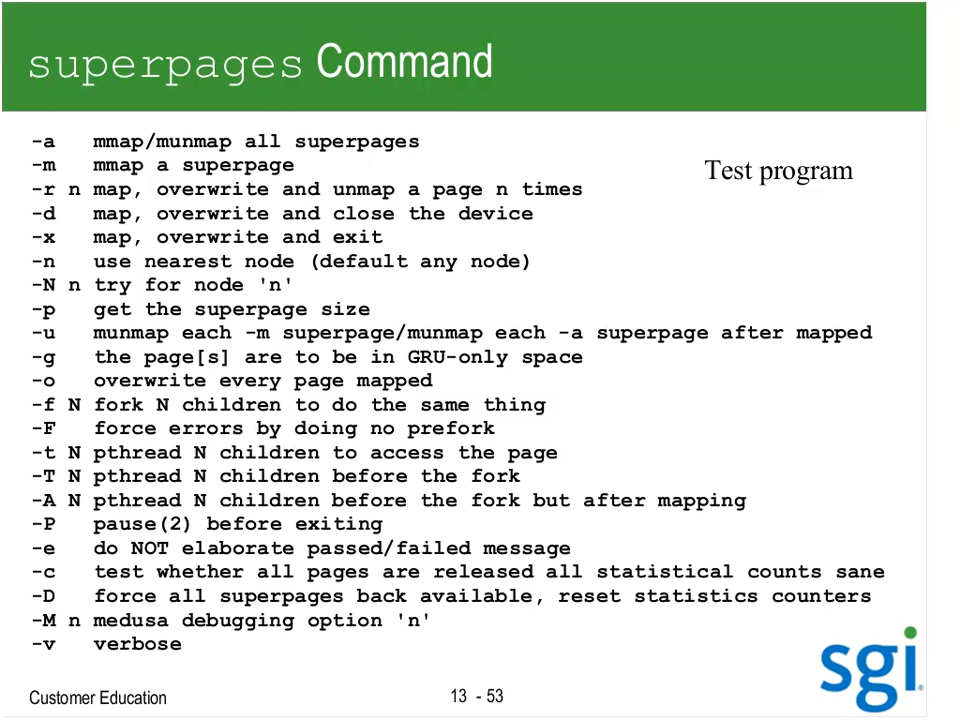 superpages Command
-a mmap/munmap all superpages
-m mmap a superpage
Test program
-r n map, overwrite and unmap a page n times
-d map, overwrite and close the device
-x map, overwrite and exit
-n use nearest node (default any node)
-N n try for node 'n'
-p get the superpage size
-u munmap each -m superpage/munmap each -a superpage after mapped
-g the page[s] are to be in GRU-only space
-o overwrite every page mapped
-f N fork N children to do the same thing
-F force errors by doing no prefork
-t N pthread N children to access the page
-T N pthread N children before the fork
-A N pthread N children before the fork but after mapping
-P pause(2) before exiting
-e do NOT elaborate passed/failed message
-c test whether all pages are released all statistical counts sane
-D force all superpages back available, reset statistics counters
-M n medusa debugging option 'n'
-v verbose
sgi
Customer Education
13 - 53